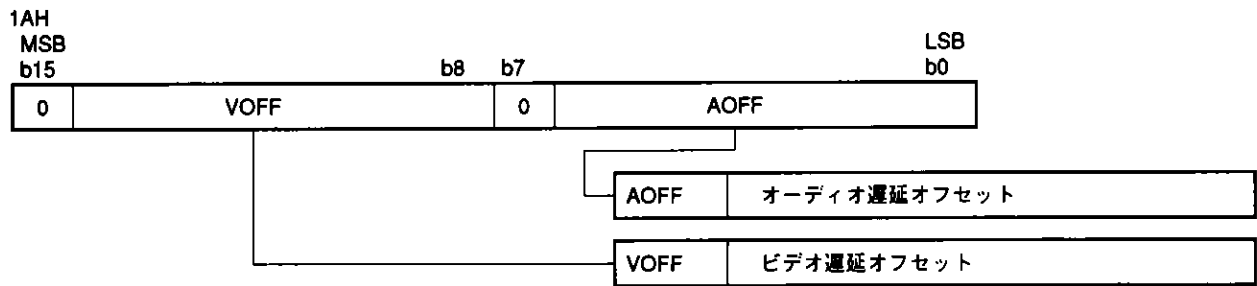 1AH
MSB LSB
b15 b8 b7 b0
0 VOFF 0 AOFF
AOFF オーディオ遅延オフセット
VOFF ビデオ遅延オフセット